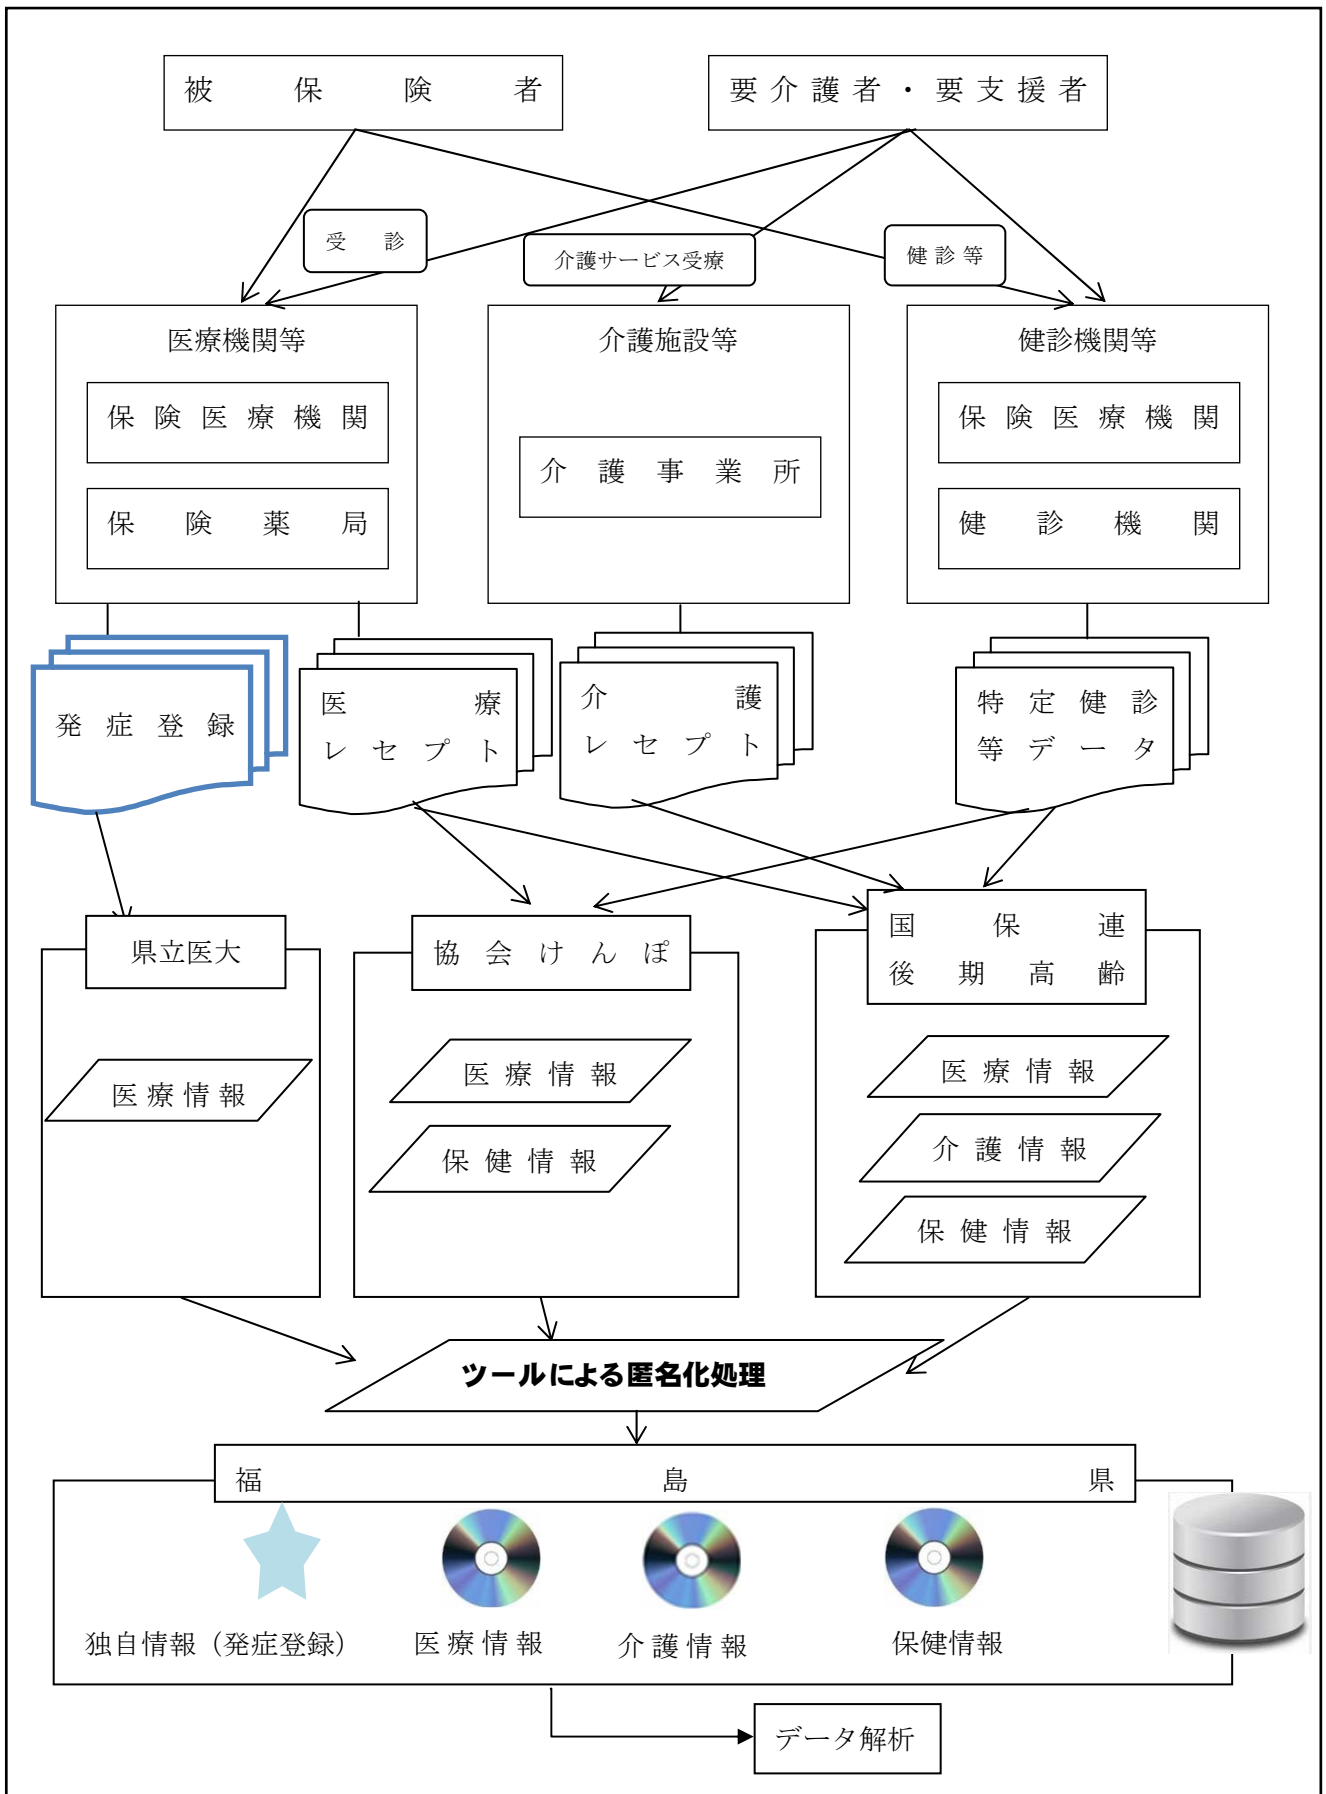 被保険者
要介護者・要支援者
受診
介護サービス受療
健診等
医療機関等
保険医療機関
保険薬局
介護施設等
介護事業所
健診機関等
保険医療機関
健診機関
発症登録
医療
レセプト
介護
レセプト
特定健診
等データ
県立医大
医療情報
協会けんぽ
医療情報
保健情報
国保連
後期高齢
医療情報
介護情報
保健情報
ツールによる匿名化処理
福島県
独自情報（発症登録）
医療情報
介護情報
保健情報
データ解析